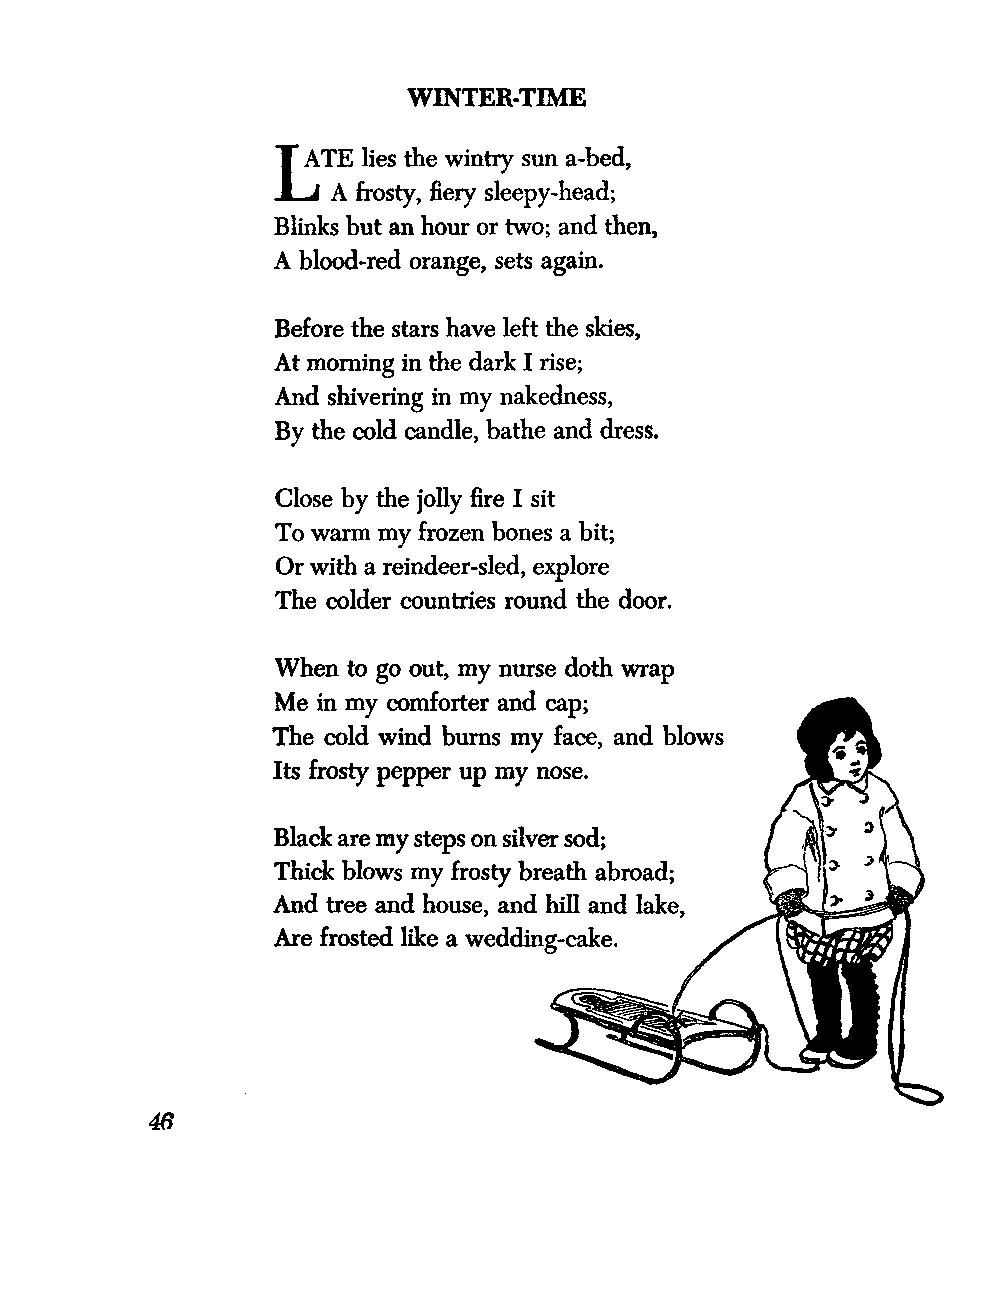 WINTER-TIME
LATE lies the wintry sun a-bed,
A frosty, fiery sleepy-head;
Blinks but an hour or two; and then,
A blood-red orange, sets again.
Before the stars have left the skies,
At morning in the dark I rise;
And shivering in my nakedness,
By the cold candle, bathe and dress.
Close by the jolly fire I sit
To warm my frozen bones a bit;
Or with a reindeer-sled, explore
The colder countries round the door.
When to go out, my nurse doth wrap
Me in my comforter and cap;
The cold wind burns my face, and blows
Its frosty pepper up my nose.
Black are my steps on silver sod;
Thick blows my frosty breath abroad;
And tree and house, and hill and lake,
Are frosted like a wedding-cake.
46